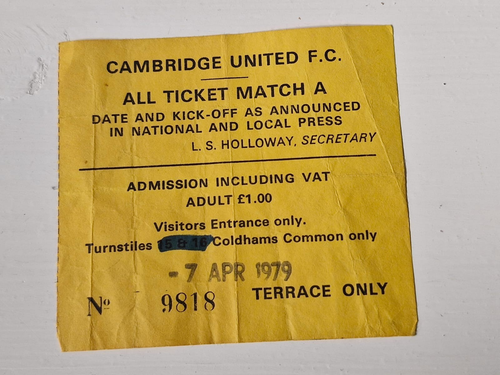 CAMBRIDGE UNITED F.C.
ALL TICKET MATCH A
DATE AND KICK-OFF AS ANNOUNCED
IN NATIONAL AND LOCAL PRESS
L. S. HOLLOWAY, SECRETARY
ADMISSION INCLUDING VAT
ADULT £1.00
Visitors Entrance only.
Turnstiles 15 & 16 Coldhams Common only
- 7 APR 1979
Nº 9818 TERRACE ONLY